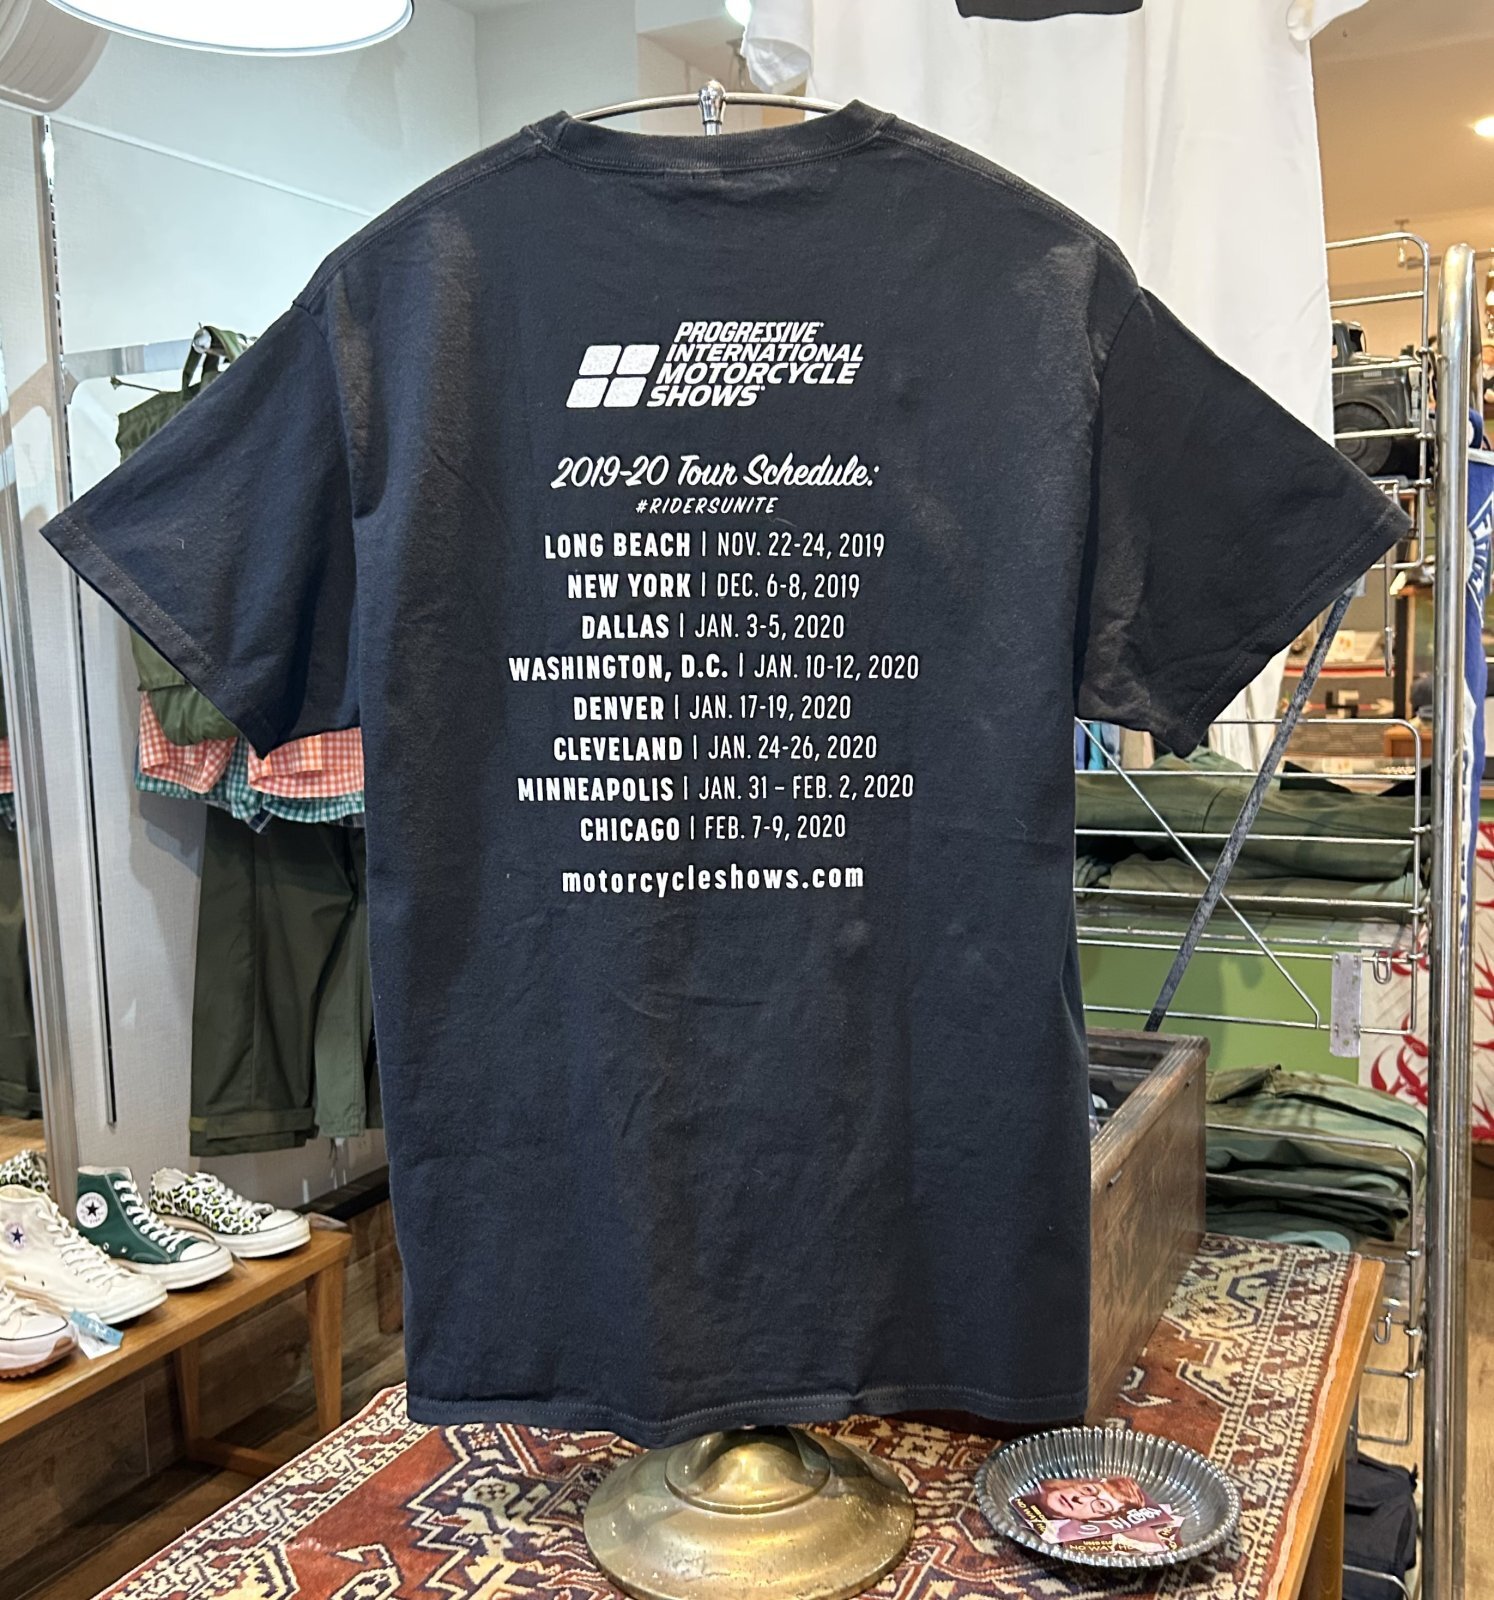 PROGRESSIVE®
INTERNATIONAL
MOTORCYCLE
SHOWS®
2019-20 Tour Schedule:
#RIDERSUNITE
LONG BEACH | NOV. 22-24, 2019
NEW YORK | DEC. 6-8, 2019
DALLAS | JAN. 3-5, 2020
WASHINGTON, D.C. | JAN. 10-12, 2020
DENVER | JAN. 17-19, 2020
CLEVELAND | JAN. 24-26, 2020
MINNEAPOLIS | JAN. 31 – FEB. 2, 2020
CHICAGO | FEB. 7-9, 2020
motorcycleshows.com